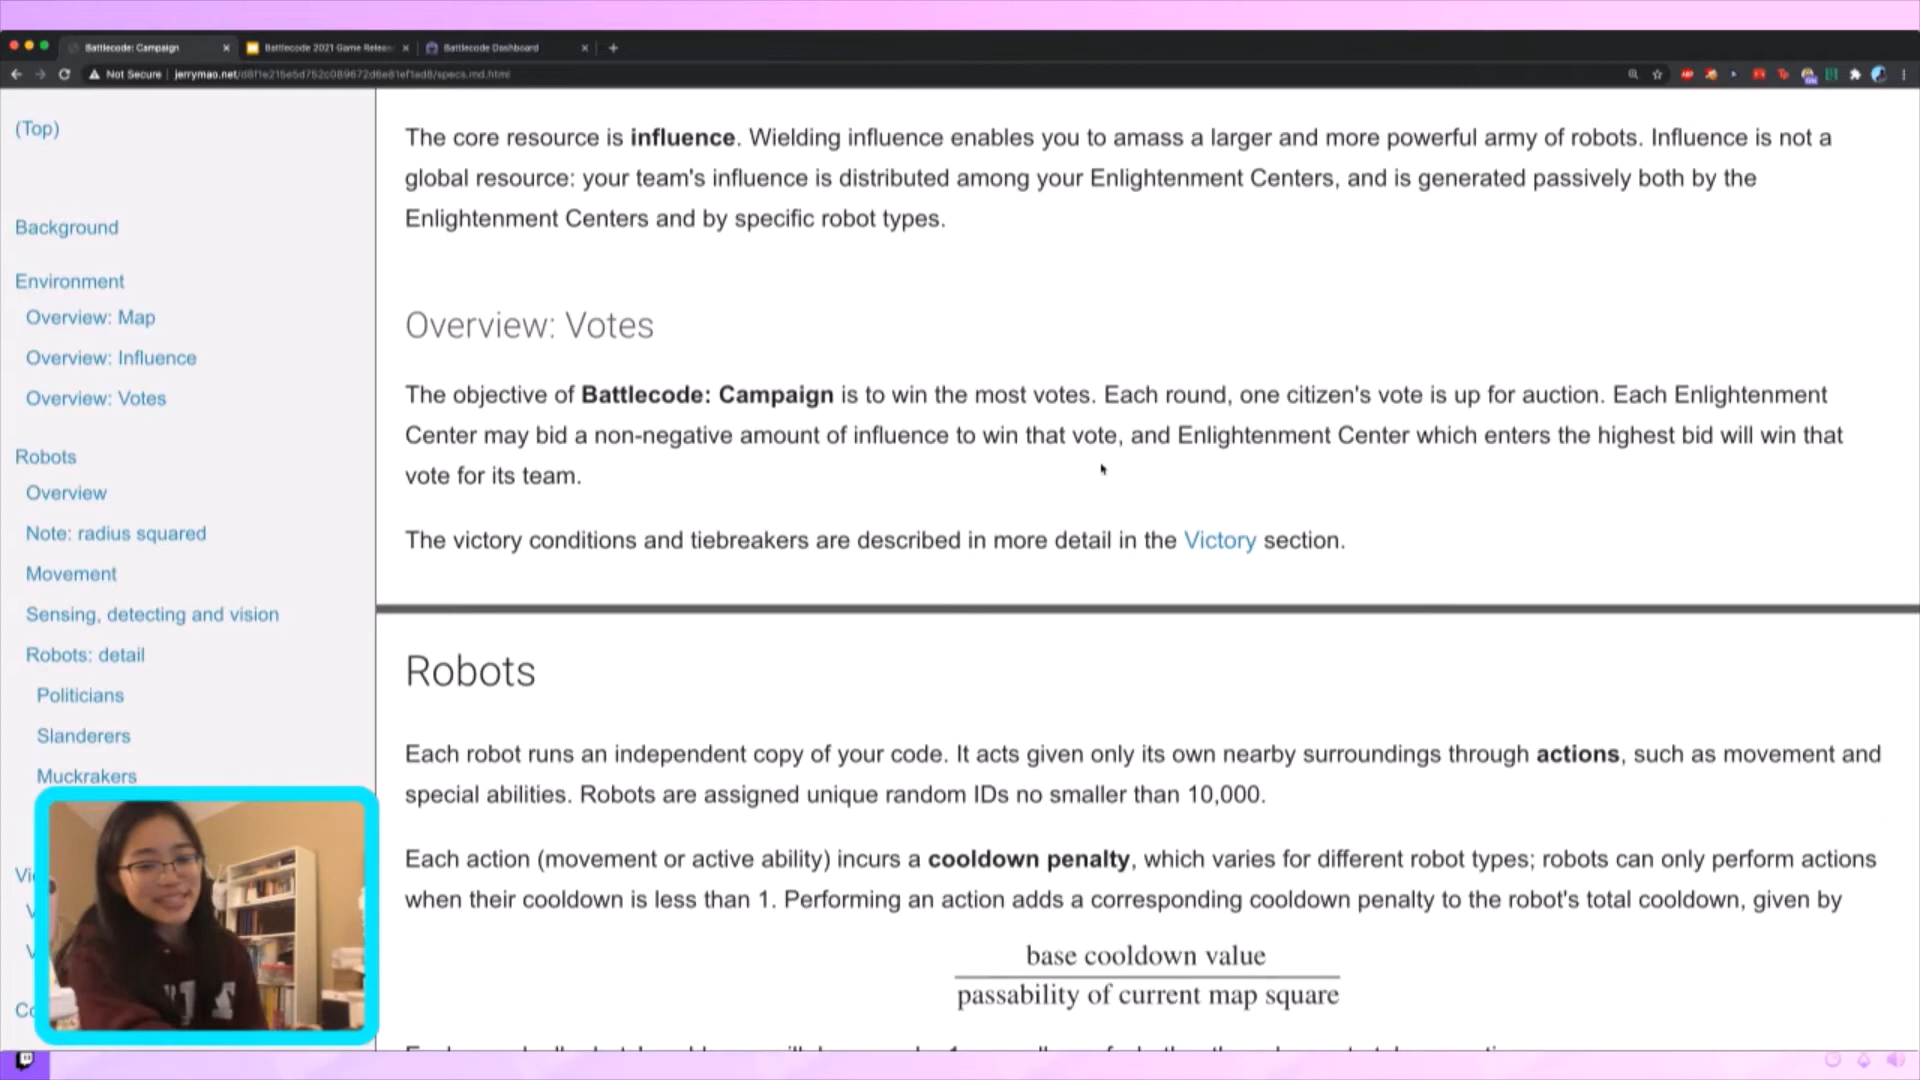 Battlecode: Campaign
Battlecode 2021 Game Releas
Battlecode Dashboard
Not Secure | jerrymao.net/
(Top)
Background
Environment
Overview: Map
Overview: Influence
Overview: Votes
Robots
Overview
Note: radius squared
Movement
Sensing, detecting and vision
Robots: detail
Politicians
Slanderers
Muckrakers
The core resource is influence. Wielding influence enables you to amass a larger and more powerful army of robots. Influence is not a
global resource: your team's influence is distributed among your Enlightenment Centers, and is generated passively both by the
Enlightenment Centers and by specific robot types.
Overview: Votes
The objective of Battlecode: Campaign is to win the most votes. Each round, one citizen's vote is up for auction. Each Enlightenment
Center may bid a non-negative amount of influence to win that vote, and Enlightenment Center which enters the highest bid will win that
vote for its team.
The victory conditions and tiebreakers are described in more detail in the Victory section.
Robots
Each robot runs an independent copy of your code. It acts given only its own nearby surroundings through actions, such as movement and
special abilities. Robots are assigned unique random IDs no smaller than 10,000.
Each action (movement or active ability) incurs a cooldown penalty, which varies for different robot types; robots can only perform actions
when their cooldown is less than 1. Performing an action adds a corresponding cooldown penalty to the robot's total cooldown, given by
base cooldown value
passability of current map square